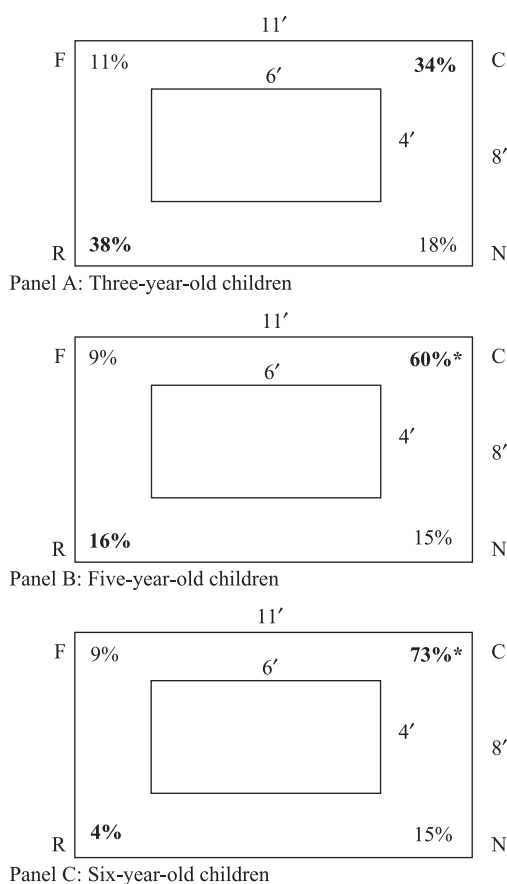 11′
F 11% 34% C
6′
4′
8′
R 38% 18% N
Panel A: Three-year-old children
11′
F 9% 60%* C
6′
4′
8′
R 16% 15% N
Panel B: Five-year-old children
11′
F 9% 73%* C
6′
4′
8′
R 4% 15% N
Panel C: Six-year-old children